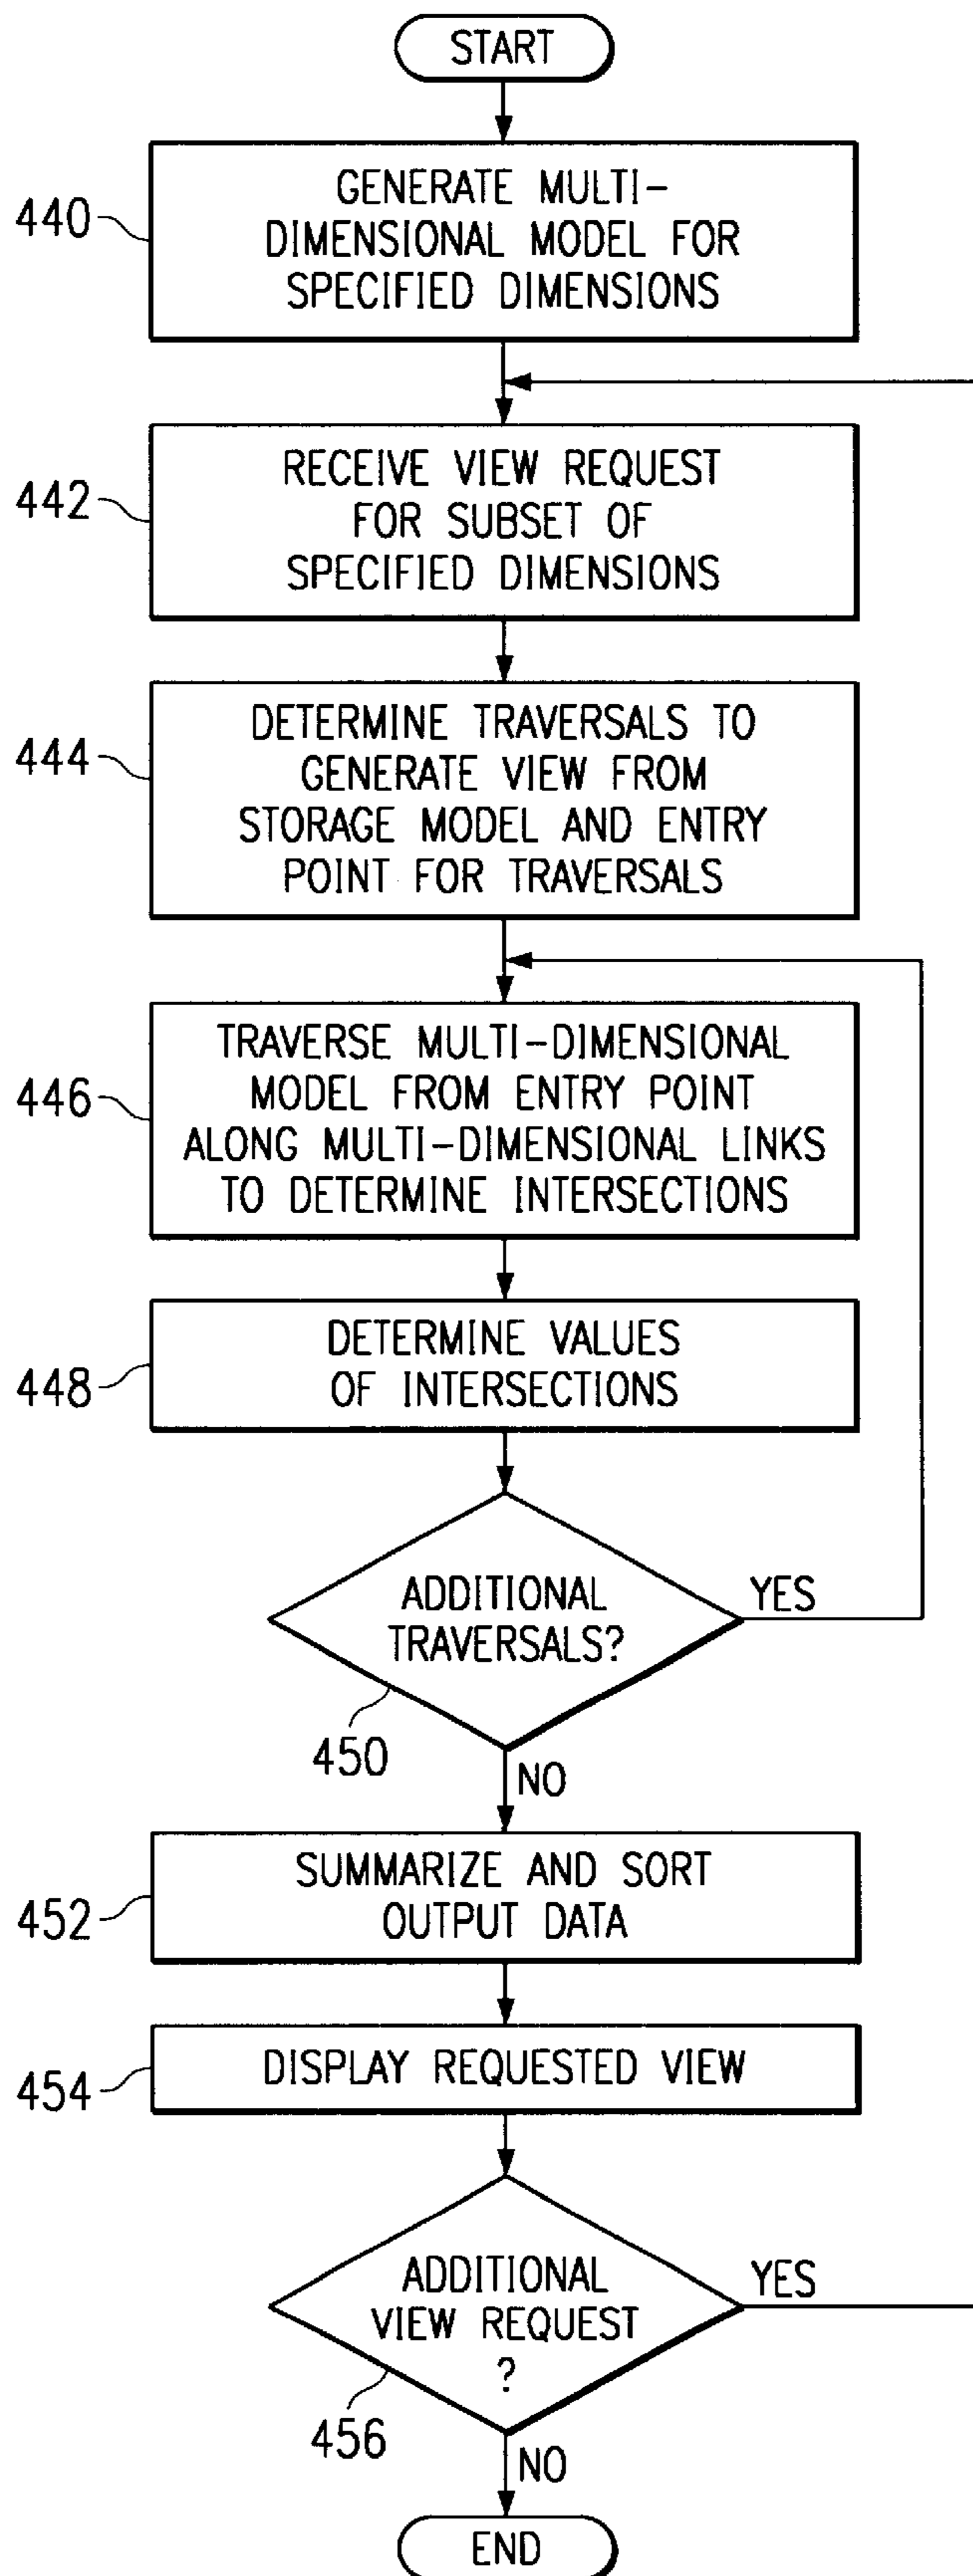 START
440
GENERATE MULTI-
DIMENSIONAL MODEL FOR
SPECIFIED DIMENSIONS
442
RECEIVE VIEW REQUEST
FOR SUBSET OF
SPECIFIED DIMENSIONS
444
DETERMINE TRAVERSALS TO
GENERATE VIEW FROM
STORAGE MODEL AND ENTRY
POINT FOR TRAVERSALS
446
TRAVERSE MULTI-DIMENSIONAL
MODEL FROM ENTRY POINT
ALONG MULTI-DIMENSIONAL LINKS
TO DETERMINE INTERSECTIONS
448
DETERMINE VALUES
OF INTERSECTIONS
ADDITIONAL
TRAVERSALS?
YES
450
NO
452
SUMMARIZE AND SORT
OUTPUT DATA
454
DISPLAY REQUESTED VIEW
ADDITIONAL
VIEW REQUEST
?
YES
456
NO
END